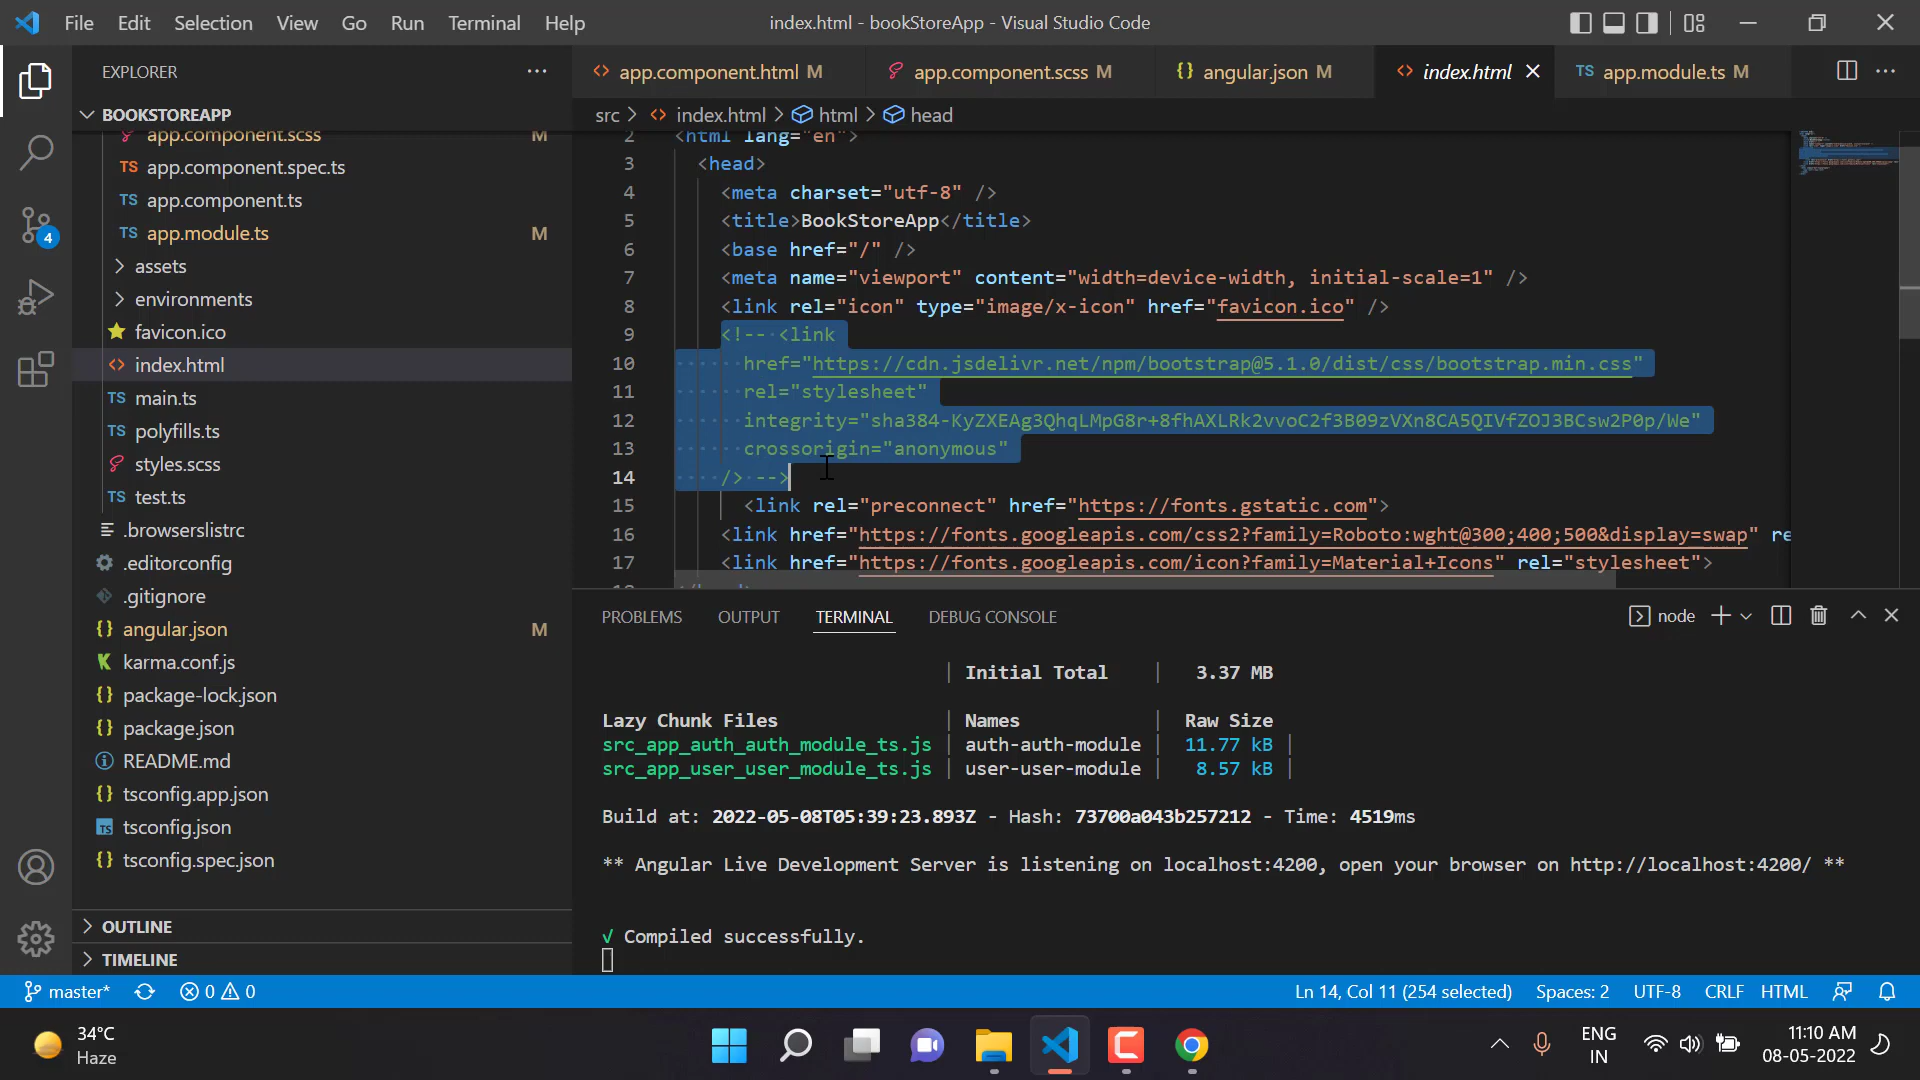 File Edit Selection View Go Run Terminal Help
index.html - bookStoreApp - Visual Studio Code
EXPLORER
BOOKSTOREAPP
app.component.scss M
TS app.component.spec.ts
TS app.component.ts
TS app.module.ts M
assets
environments
favicon.ico
<> index.html
TS main.ts
TS polyfills.ts
styles.scss
TS test.ts
.browserslistrc
.editorconfig
.gitignore
{} angular.json M
karma.conf.js
{} package-lock.json
{} package.json
README.md
{} tsconfig.app.json
TS tsconfig.json
{} tsconfig.spec.json
OUTLINE
TIMELINE
<> app.component.html M
app.component.scss M
{} angular.json M
<> index.html
TS app.module.ts M
src > <> index.html > html > head
2 <html lang="en">
3 <head>
4 <meta charset="utf-8" />
5 <title>BookStoreApp</title>
6 <base href="/" />
7 <meta name="viewport" content="width=device-width, initial-scale=1" />
8 <link rel="icon" type="image/x-icon" href="favicon.ico" />
9 <!-- <link
10 href="https://cdn.jsdelivr.net/npm/bootstrap@5.1.0/dist/css/bootstrap.min.css"
11 rel="stylesheet"
12 integrity="sha384-KyZXEAg3QhqLMpG8r+8fhAXLRk2vvoC2f3B09zVXn8CA5QIVfZOJ3BCsw2P0p/We"
13 crossorigin="anonymous"
14 /> -->
15 <link rel="preconnect" href="https://fonts.gstatic.com">
16 <link href="https://fonts.googleapis.com/css2?family=Roboto:wght@300;400;500&display=swap" re
17 <link href="https://fonts.googleapis.com/icon?family=Material+Icons" rel="stylesheet">
PROBLEMS OUTPUT TERMINAL DEBUG CONSOLE
node
| Initial Total | 3.37 MB
Lazy Chunk Files | Names | Raw Size
src_app_auth_auth_module_ts.js | auth-auth-module | 11.77 kB |
src_app_user_user_module_ts.js | user-user-module | 8.57 kB |
Build at: 2022-05-08T05:39:23.893Z - Hash: 73700a043b257212 - Time: 4519ms
** Angular Live Development Server is listening on localhost:4200, open your browser on http://localhost:4200/ **
√ Compiled successfully.
4
master* 0 0
Ln 14, Col 11 (254 selected) Spaces: 2 UTF-8 CRLF HTML
34°C
Haze
ENG
IN
11:10 AM
08-05-2022